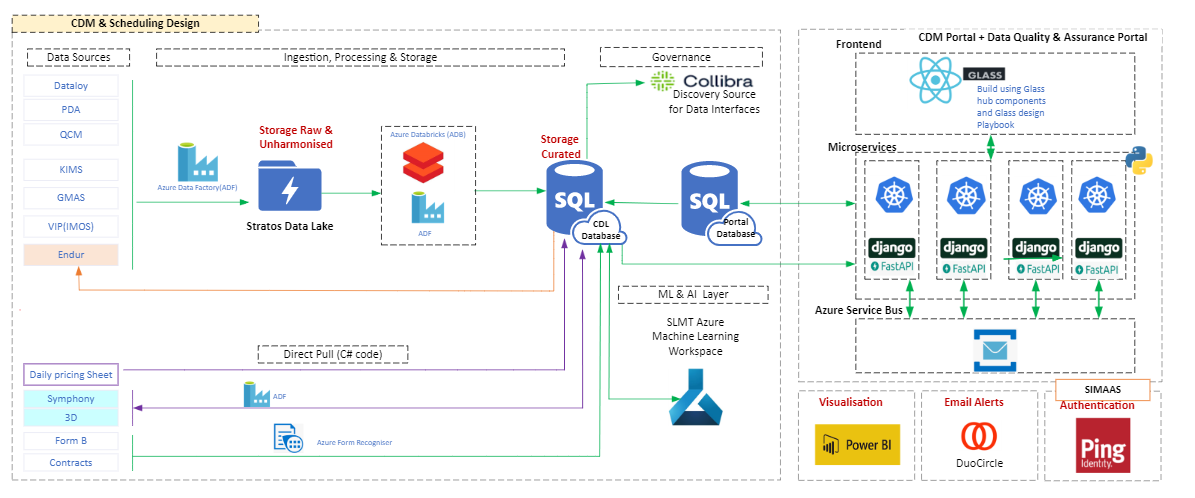 CDM & Scheduling Design
Data Sources
Ingestion, Processing & Storage
Governance
Dataloy
PDA
QCM
KIMS
GMAS
VIP(IMOS)
Endur
Azure Data Factory(ADF)
Storage Raw &
Unharmonised
Stratos Data Lake
Azure Databricks (ADB)
ADF
Storage
Curated
SQL
CDL
Database
Collibra
Discovery Source
for Data Interfaces
SQL
Portal
Database
ML & AI Layer
SLMT Azure
Machine Learning
Workspace
Direct Pull (C# code)
Daily pricing Sheet
Symphony
3D
ADF
Form B
Contracts
Azure Form Recogniser
CDM Portal + Data Quality & Assurance Portal
Frontend
GLASS
Build using Glass
hub components
and Glass design
Playbook
Microservices
django
FastAPI
django
FastAPI
django
FastAPI
django
FastAPI
Azure Service Bus
SIMAAS
Visualisation
Power BI
Email Alerts
DuoCircle
Authentication
Ping
Identity.